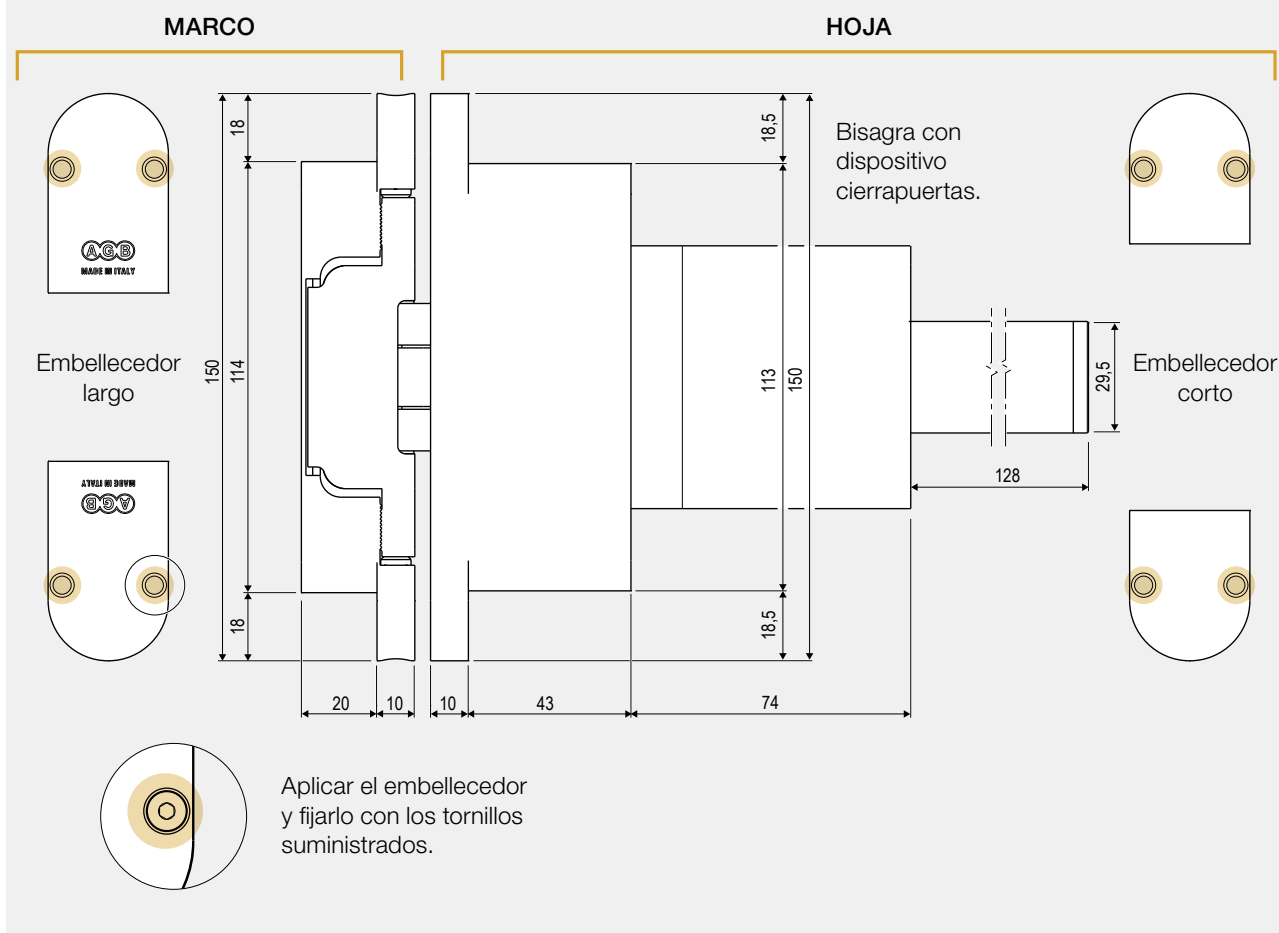 MARCO
HOJA
18
18,5
Bisagra con
dispositivo
cierrapuertas.
AGB
MADE IN ITALY
Embellecedor
largo
150
114
113
150
29,5
Embellecedor
corto
128
MADE IN ITALY
AGB
18
18,5
20
10
10
43
74
Aplicar el embellecedor
y fijarlo con los tornillos
suministrados.